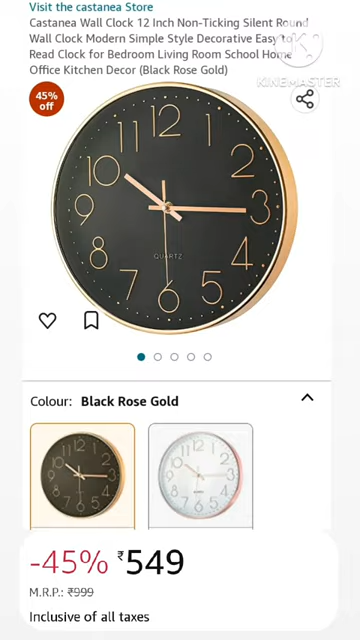 Visit the castanea Store
Castanea Wall Clock 12 Inch Non-Ticking Silent Round
Wall Clock Modern Simple Style Decorative Easy to
Read Clock for Bedroom Living Room School Home
Office Kitchen Decor (Black Rose Gold)
KINEMASTER
45%
off
12
11
1
10
2
9
3
8
4
7
5
6
QUARTZ
Colour: Black Rose Gold
-45% ₹549
M.R.P.: ₹999
Inclusive of all taxes